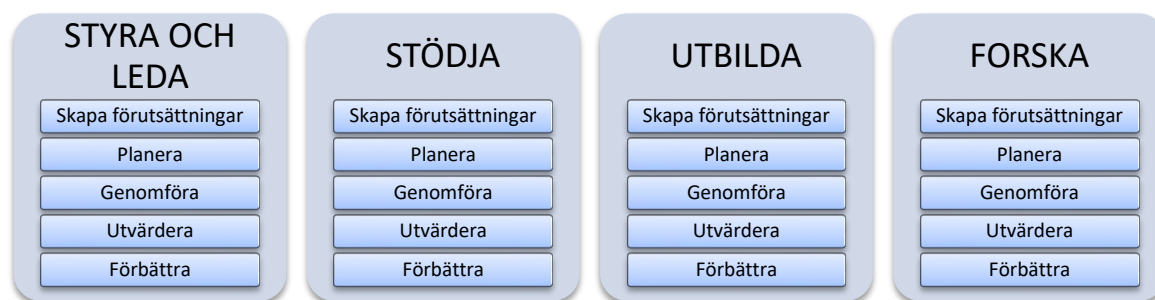 STYRA OCH
LEDA
Skapa förutsättningar
Planera
Genomföra
Utvärdera
Förbättra
STÖDJA
Skapa förutsättningar
Planera
Genomföra
Utvärdera
Förbättra
UTBILDA
Skapa förutsättningar
Planera
Genomföra
Utvärdera
Förbättra
FORSKA
Skapa förutsättningar
Planera
Genomföra
Utvärdera
Förbättra